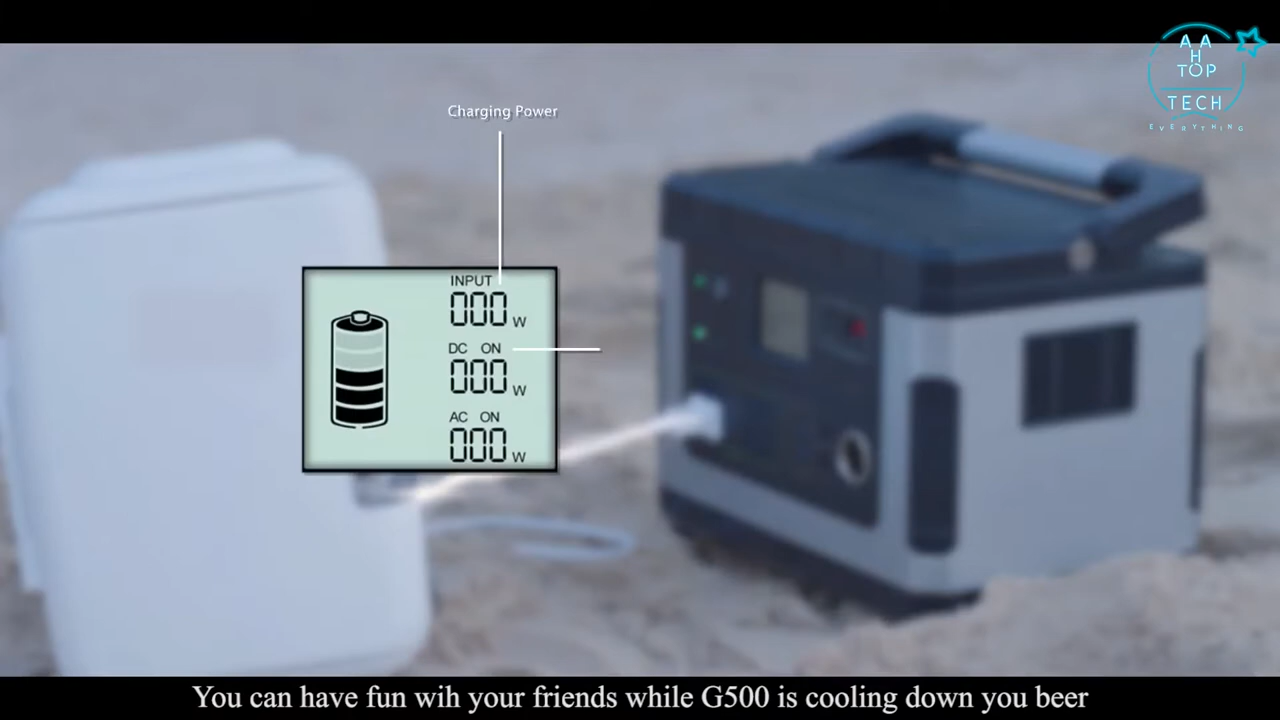 A A
H
TOP
TECH
EVERYTHING
Charging Power
INPUT
000 W
DC ON
000 W
AC ON
000 W
You can have fun wih your friends while G500 is cooling down you beer